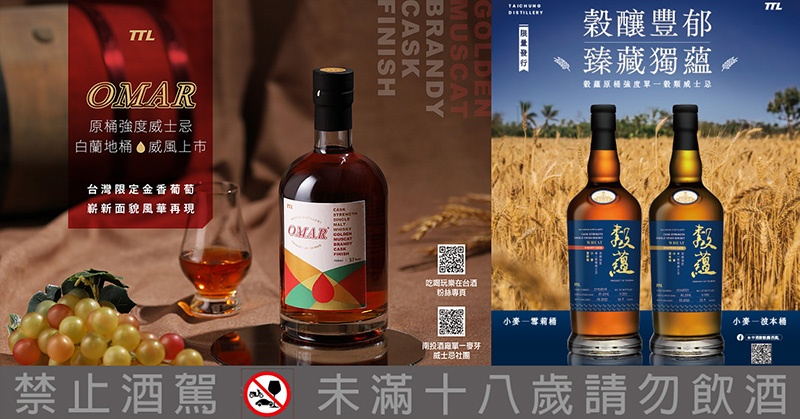 TTL
OMAR
原桶強度威士忌
白蘭地桶威風上市
台灣限定金香葡萄
嶄新面貌風華再現
GOLDEN
MUSCAT
BRANDY
CASK
FINISH
TTL
OMAR
CASK
STRENGTH
SINGLE
MALT
WHISKY
GOLDEN
MUSCAT
BRANDY
CASK
FINISH
吃喝玩樂在台酒
粉絲專頁
南投酒廠單一麥芽
威士忌社團
TAICHUNG
DISTILLERY
限量發行
TTL
穀釀豐郁
臻藏獨蘊
穀蘊原桶強度單一穀類威士忌
穀蘊
WHEAT
穀蘊
WHEAT
小麥—雪莉桶
小麥—波本桶
禁止酒駕
未滿十八歲請勿飲酒